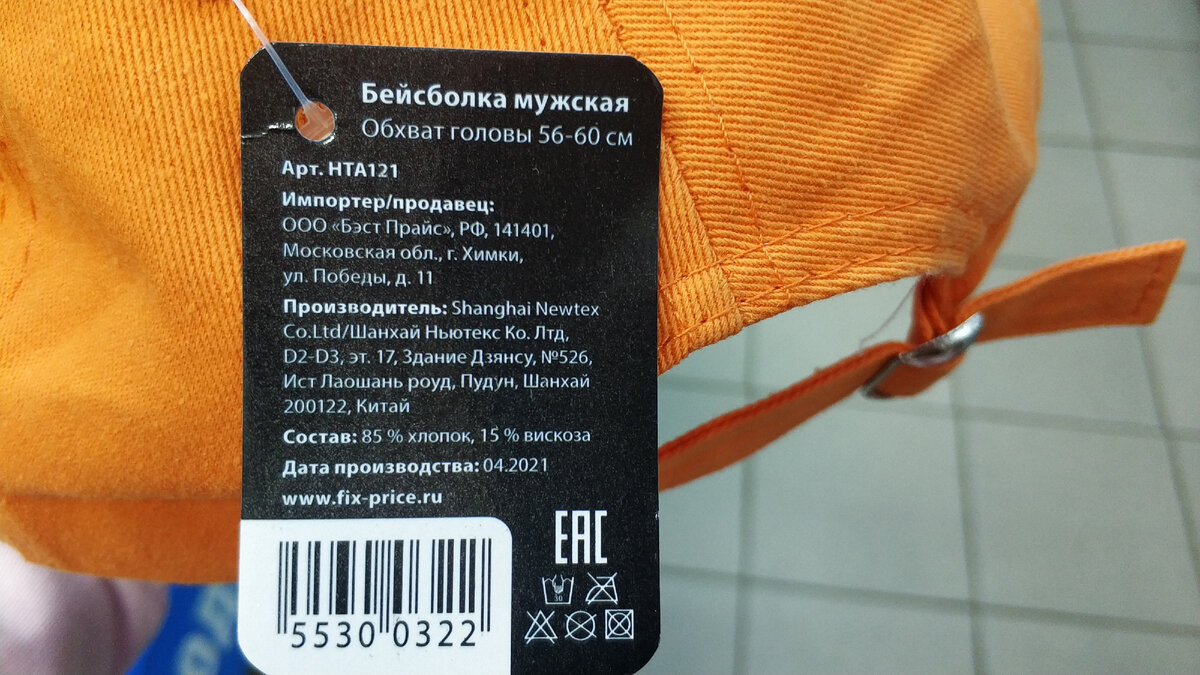 Бейсболка мужская
Обхват головы 56-60 см
Арт. HTA121
Импортер/продавец:
ООО «Бэст Прайс», РФ, 141401,
Московская обл., г. Химки,
ул. Победы, д. 11
Производитель: Shanghai Newtex
Co.Ltd/Шанхай Ньютекс Ко. Лтд,
D2-D3, эт. 17, Здание Дзянсу, №526,
Ист Лаошань роуд, Пудун, Шанхай
200122, Китай
Состав: 85 % хлопок, 15 % вискоза
Дата производства: 04.2021
www.fix-price.ru
EAC
30
5530 0322